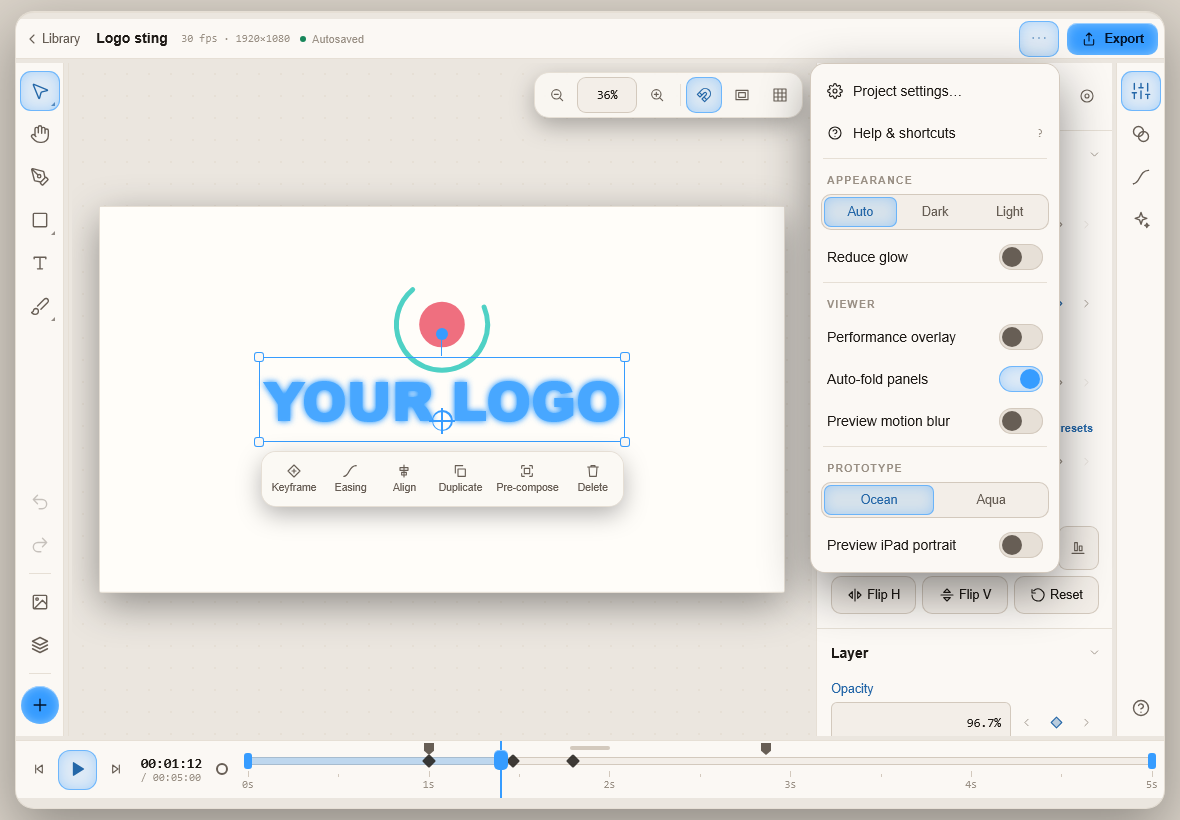 Library
Logo sting
30 fps · 1920×1080
Autosaved
Export
36%
Project settings…
Help & shortcuts
?
APPEARANCE
Auto
Dark
Light
Reduce glow
VIEWER
Performance overlay
Auto-fold panels
Preview motion blur
PROTOTYPE
Ocean
Aqua
Preview iPad portrait
resets
YOUR LOGO
Keyframe
Easing
Align
Duplicate
Pre-compose
Delete
Flip H
Flip V
Reset
Layer
Opacity
96.7%
00:01:12
/ 00:05:00
0s
1s
2s
3s
4s
5s